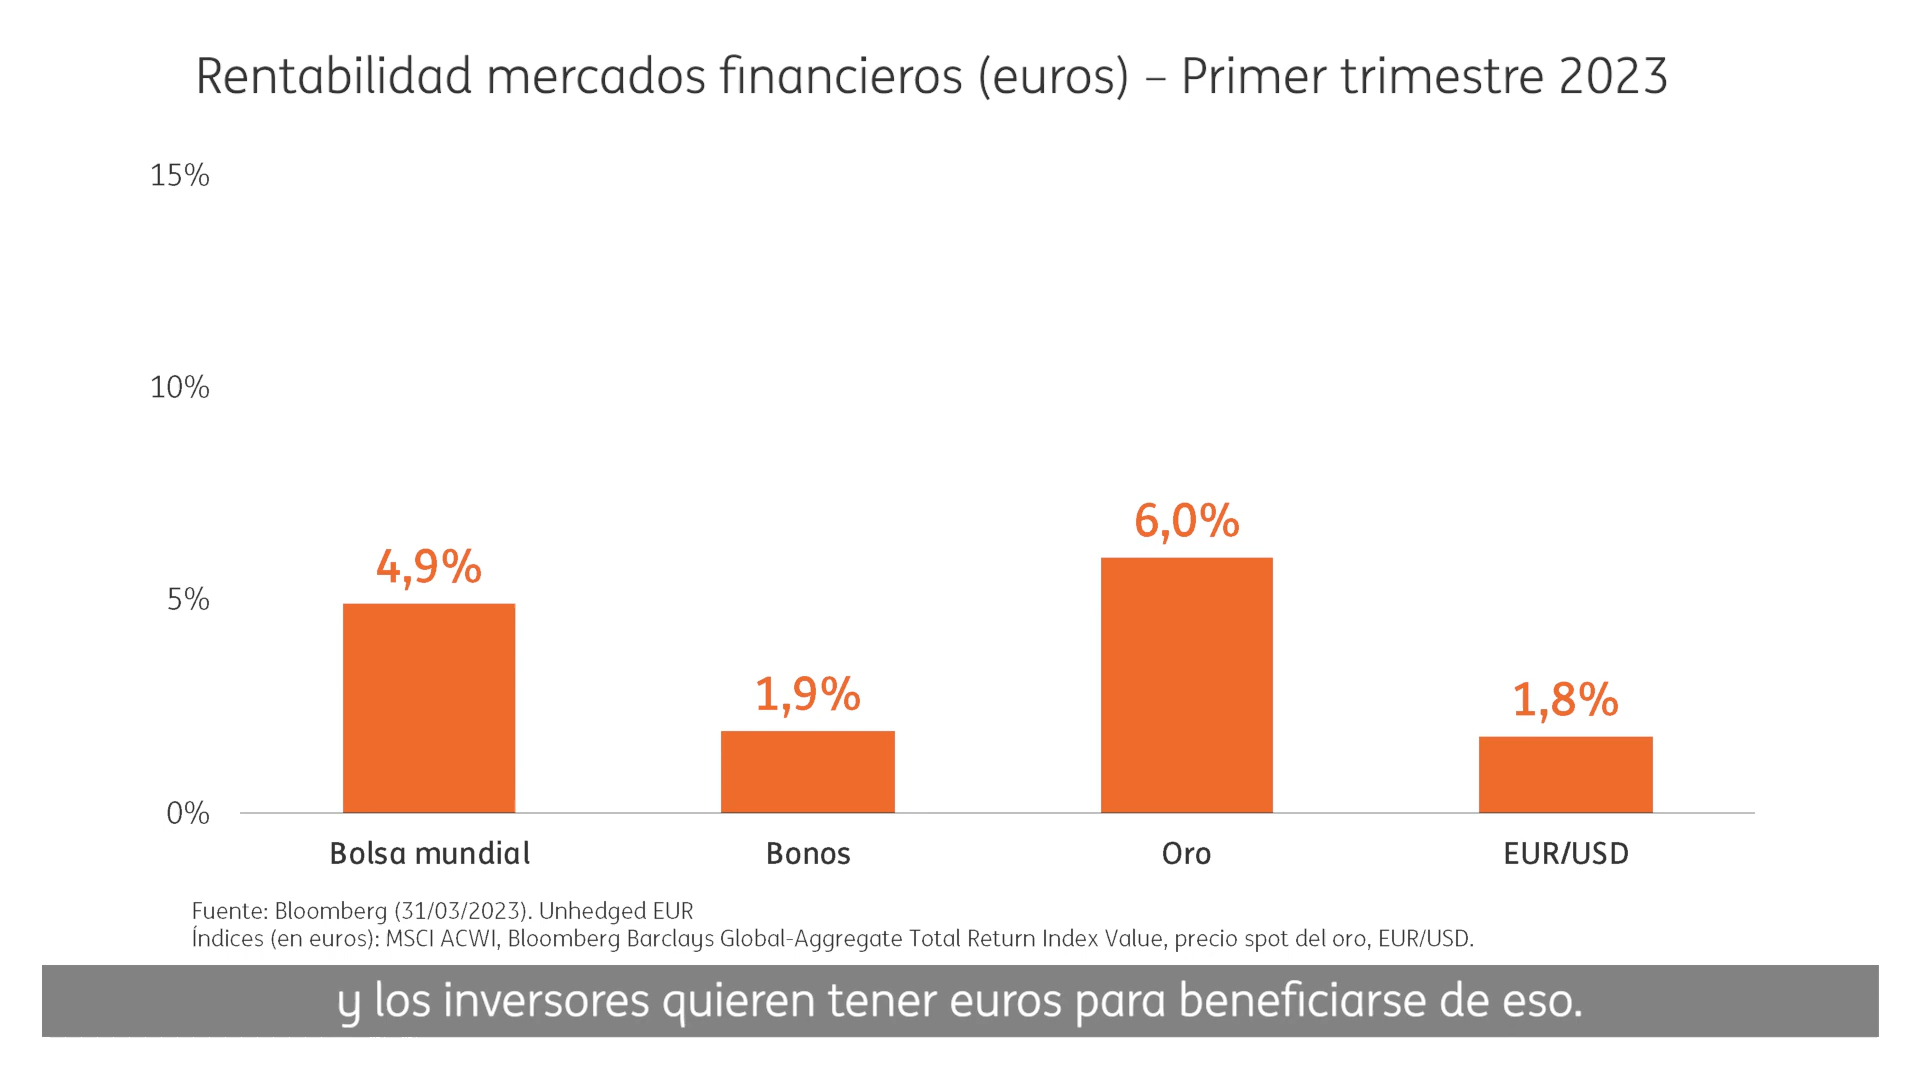 Rentabilidad mercados financieros (euros) – Primer trimestre 2023
15%
10%
5%
0%
4,9%
1,9%
6,0%
1,8%
Bolsa mundial
Bonos
Oro
EUR/USD
Fuente: Bloomberg (31/03/2023). Unhedged EUR
Índices (en euros): MSCI ACWI, Bloomberg Barclays Global-Aggregate Total Return Index Value, precio spot del oro, EUR/USD.
y los inversores quieren tener euros para beneficiarse de eso.